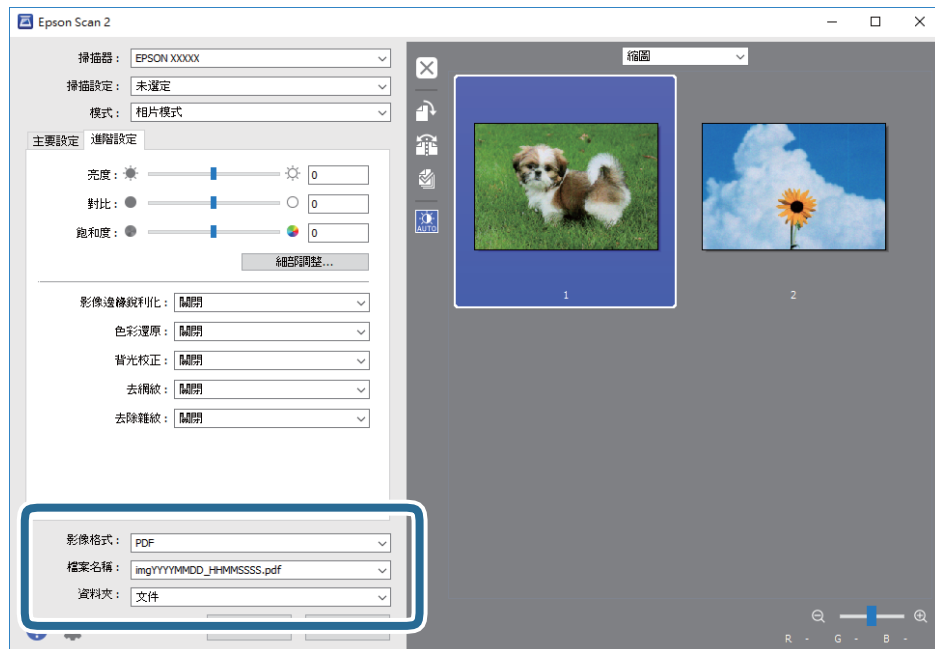 Epson Scan 2
掃描器： EPSON XXXXX
掃描設定： 未選定
模式： 相片模式
主要設定 進階設定
亮度： 0
對比： 0
飽和度： 0
細部調整...
影像邊緣銳利化： 關閉
色彩還原： 關閉
背光校正： 關閉
去網紋： 關閉
去除雜紋： 關閉
影像格式： PDF
檔案名稱： imgYYYYMMDD_HHMMSSSS.pdf
資料夾： 文件
縮圖
AUTO
1
2
R - G - B -